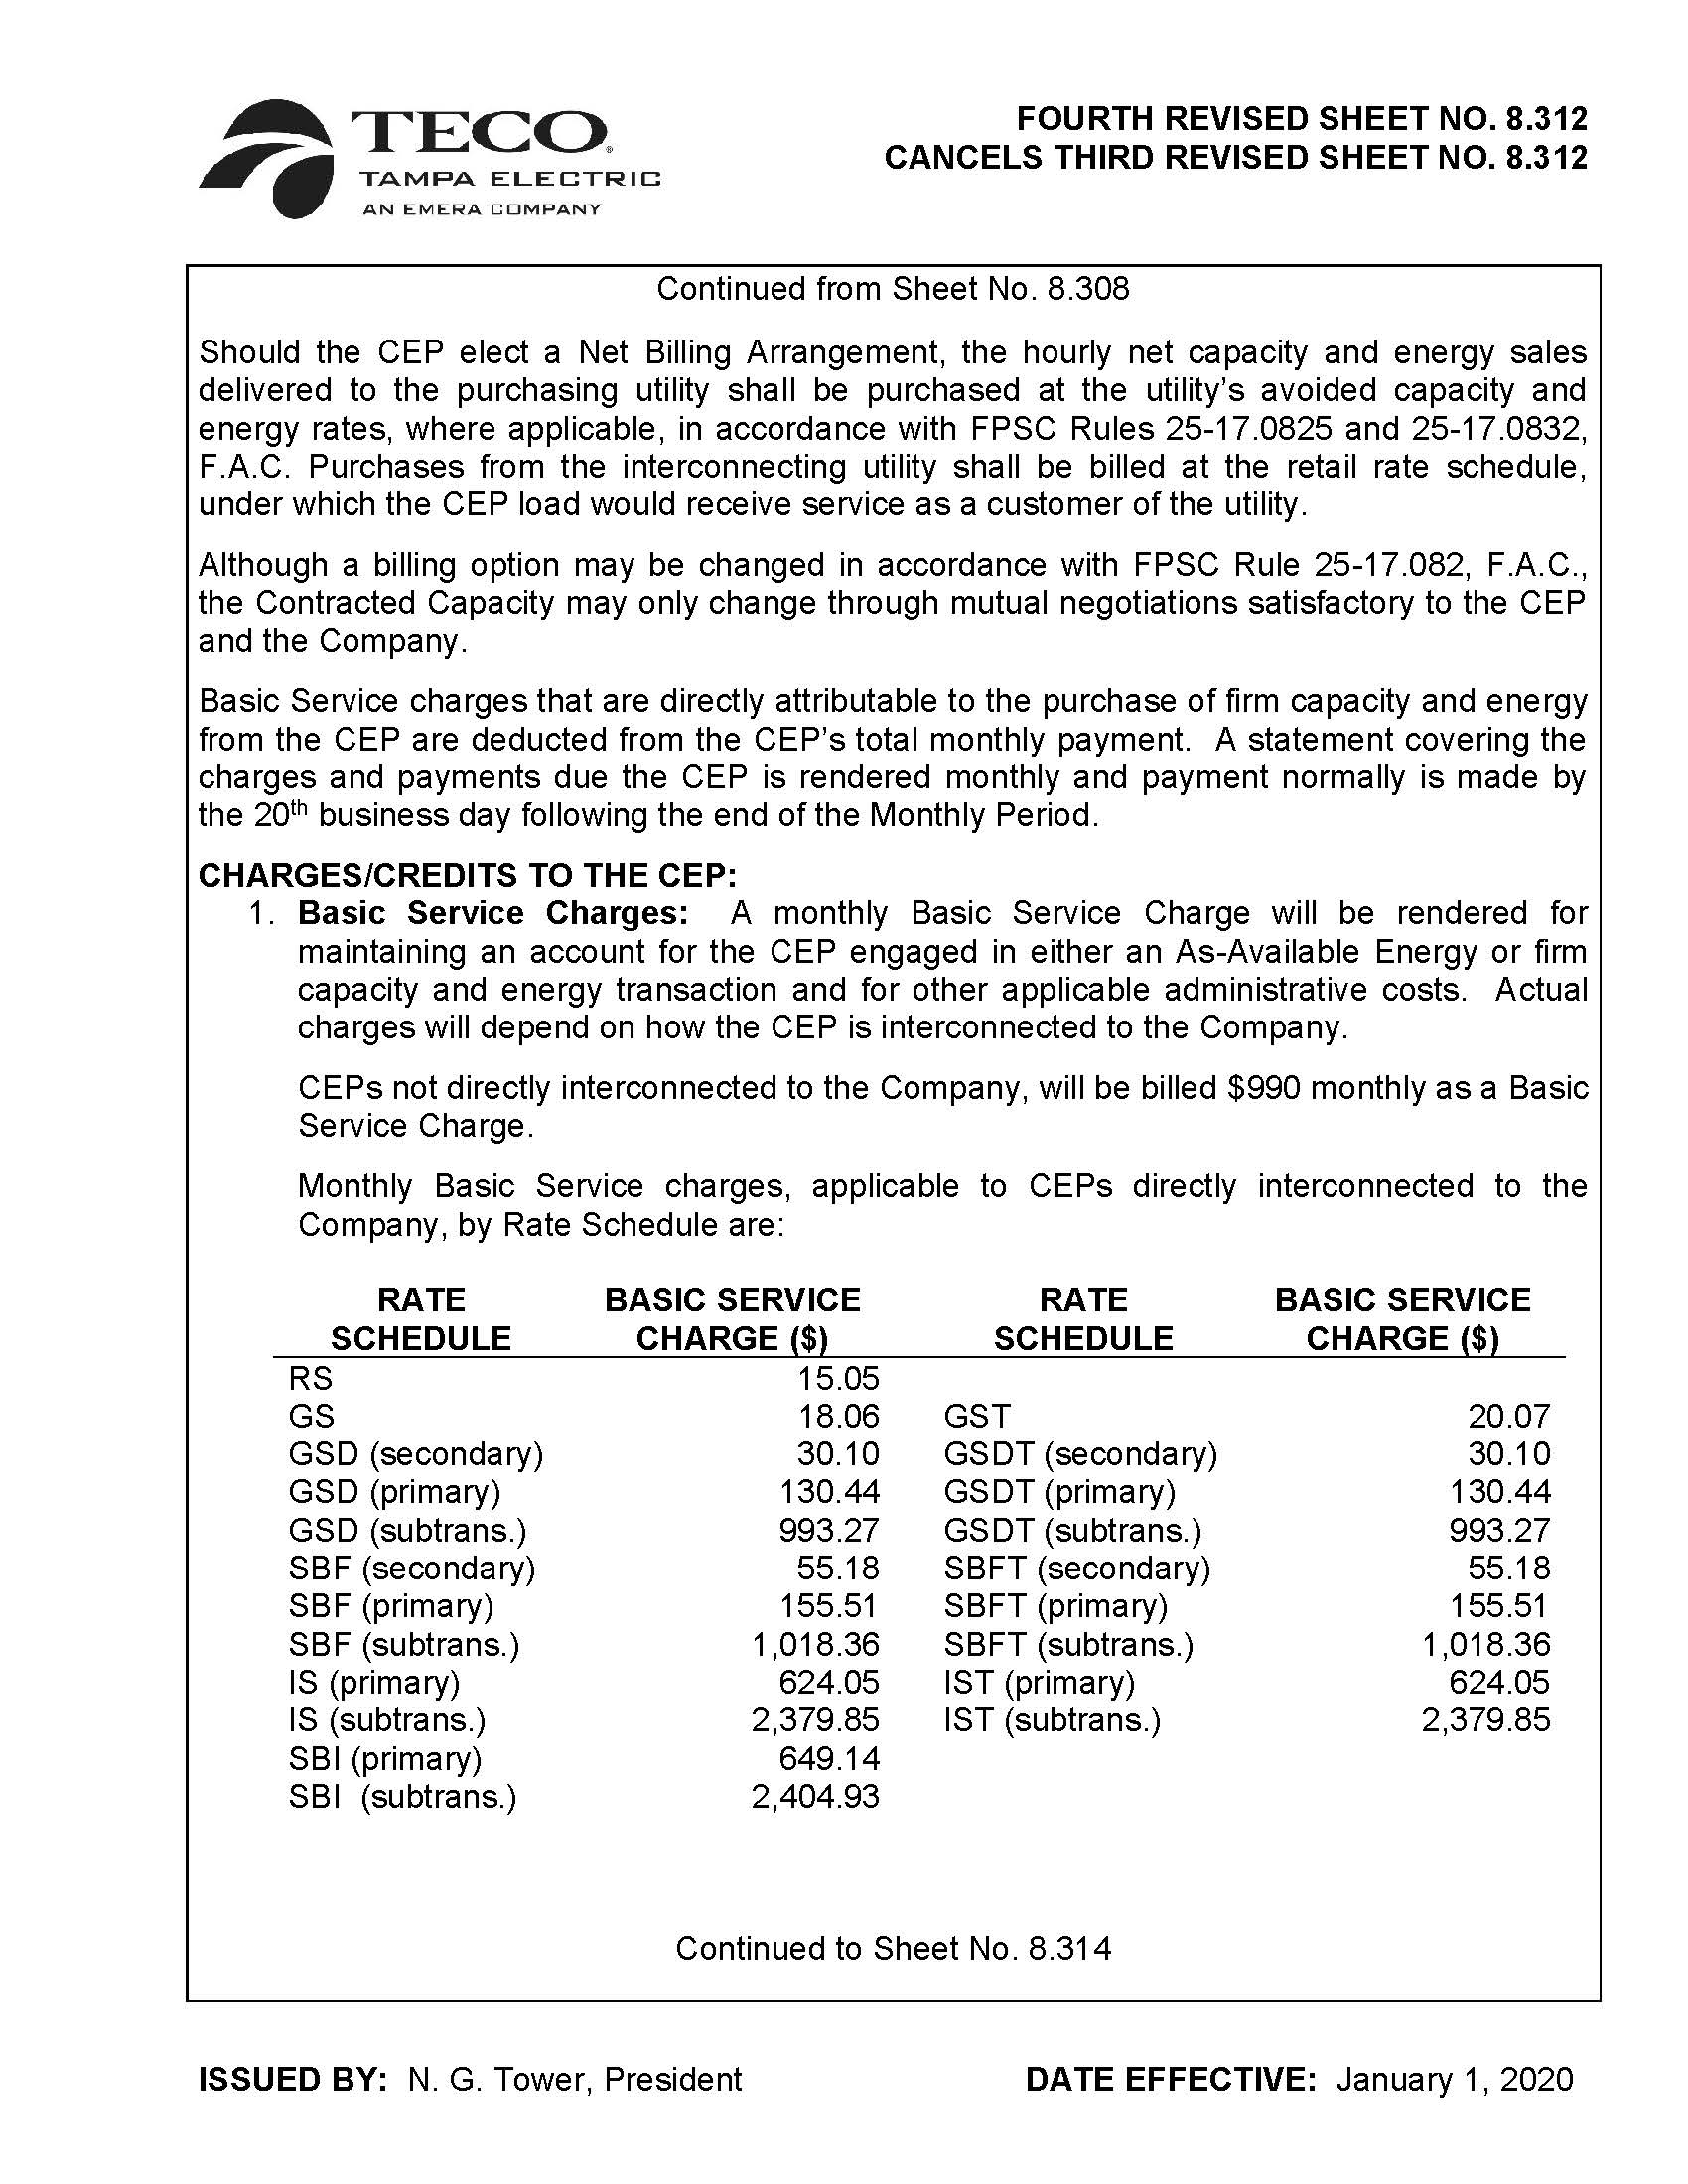 TECO®
TAMPA ELECTRIC
AN EMERA COMPANY
FOURTH REVISED SHEET NO. 8.312
CANCELS THIRD REVISED SHEET NO. 8.312
Continued from Sheet No. 8.308
Should the CEP elect a Net Billing Arrangement, the hourly net capacity and energy sales
delivered to the purchasing utility shall be purchased at the utility’s avoided capacity and
energy rates, where applicable, in accordance with FPSC Rules 25-17.0825 and 25-17.0832,
F.A.C. Purchases from the interconnecting utility shall be billed at the retail rate schedule,
under which the CEP load would receive service as a customer of the utility.
Although a billing option may be changed in accordance with FPSC Rule 25-17.082, F.A.C.,
the Contracted Capacity may only change through mutual negotiations satisfactory to the CEP
and the Company.
Basic Service charges that are directly attributable to the purchase of firm capacity and energy
from the CEP are deducted from the CEP’s total monthly payment. A statement covering the
charges and payments due the CEP is rendered monthly and payment normally is made by
the 20th business day following the end of the Monthly Period.
CHARGES/CREDITS TO THE CEP:
1. Basic Service Charges: A monthly Basic Service Charge will be rendered for
maintaining an account for the CEP engaged in either an As-Available Energy or firm
capacity and energy transaction and for other applicable administrative costs. Actual
charges will depend on how the CEP is interconnected to the Company.
CEPs not directly interconnected to the Company, will be billed $990 monthly as a Basic
Service Charge.
Monthly Basic Service charges, applicable to CEPs directly interconnected to the
Company, by Rate Schedule are:
RATE BASIC SERVICE RATE BASIC SERVICE
SCHEDULE CHARGE ($) SCHEDULE CHARGE ($)
RS 15.05
GS 18.06 GST 20.07
GSD (secondary) 30.10 GSDT (secondary) 30.10
GSD (primary) 130.44 GSDT (primary) 130.44
GSD (subtrans.) 993.27 GSDT (subtrans.) 993.27
SBF (secondary) 55.18 SBFT (secondary) 55.18
SBF (primary) 155.51 SBFT (primary) 155.51
SBF (subtrans.) 1,018.36 SBFT (subtrans.) 1,018.36
IS (primary) 624.05 IST (primary) 624.05
IS (subtrans.) 2,379.85 IST (subtrans.) 2,379.85
SBI (primary) 649.14
SBI (subtrans.) 2,404.93
Continued to Sheet No. 8.314
ISSUED BY: N. G. Tower, President DATE EFFECTIVE: January 1, 2020